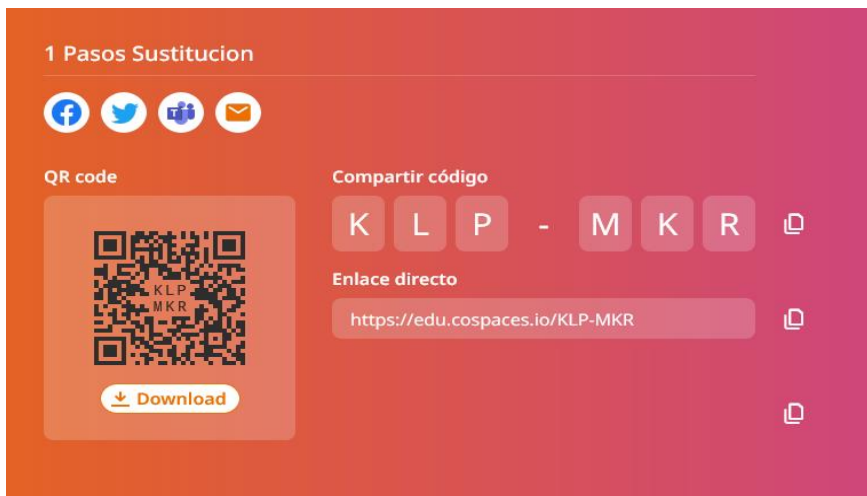 1 Pasos Sustitucion
QR code
KLP
MKR
Download
Compartir código
K L P - M K R
Enlace directo
https://edu.cospaces.io/KLP-MKR